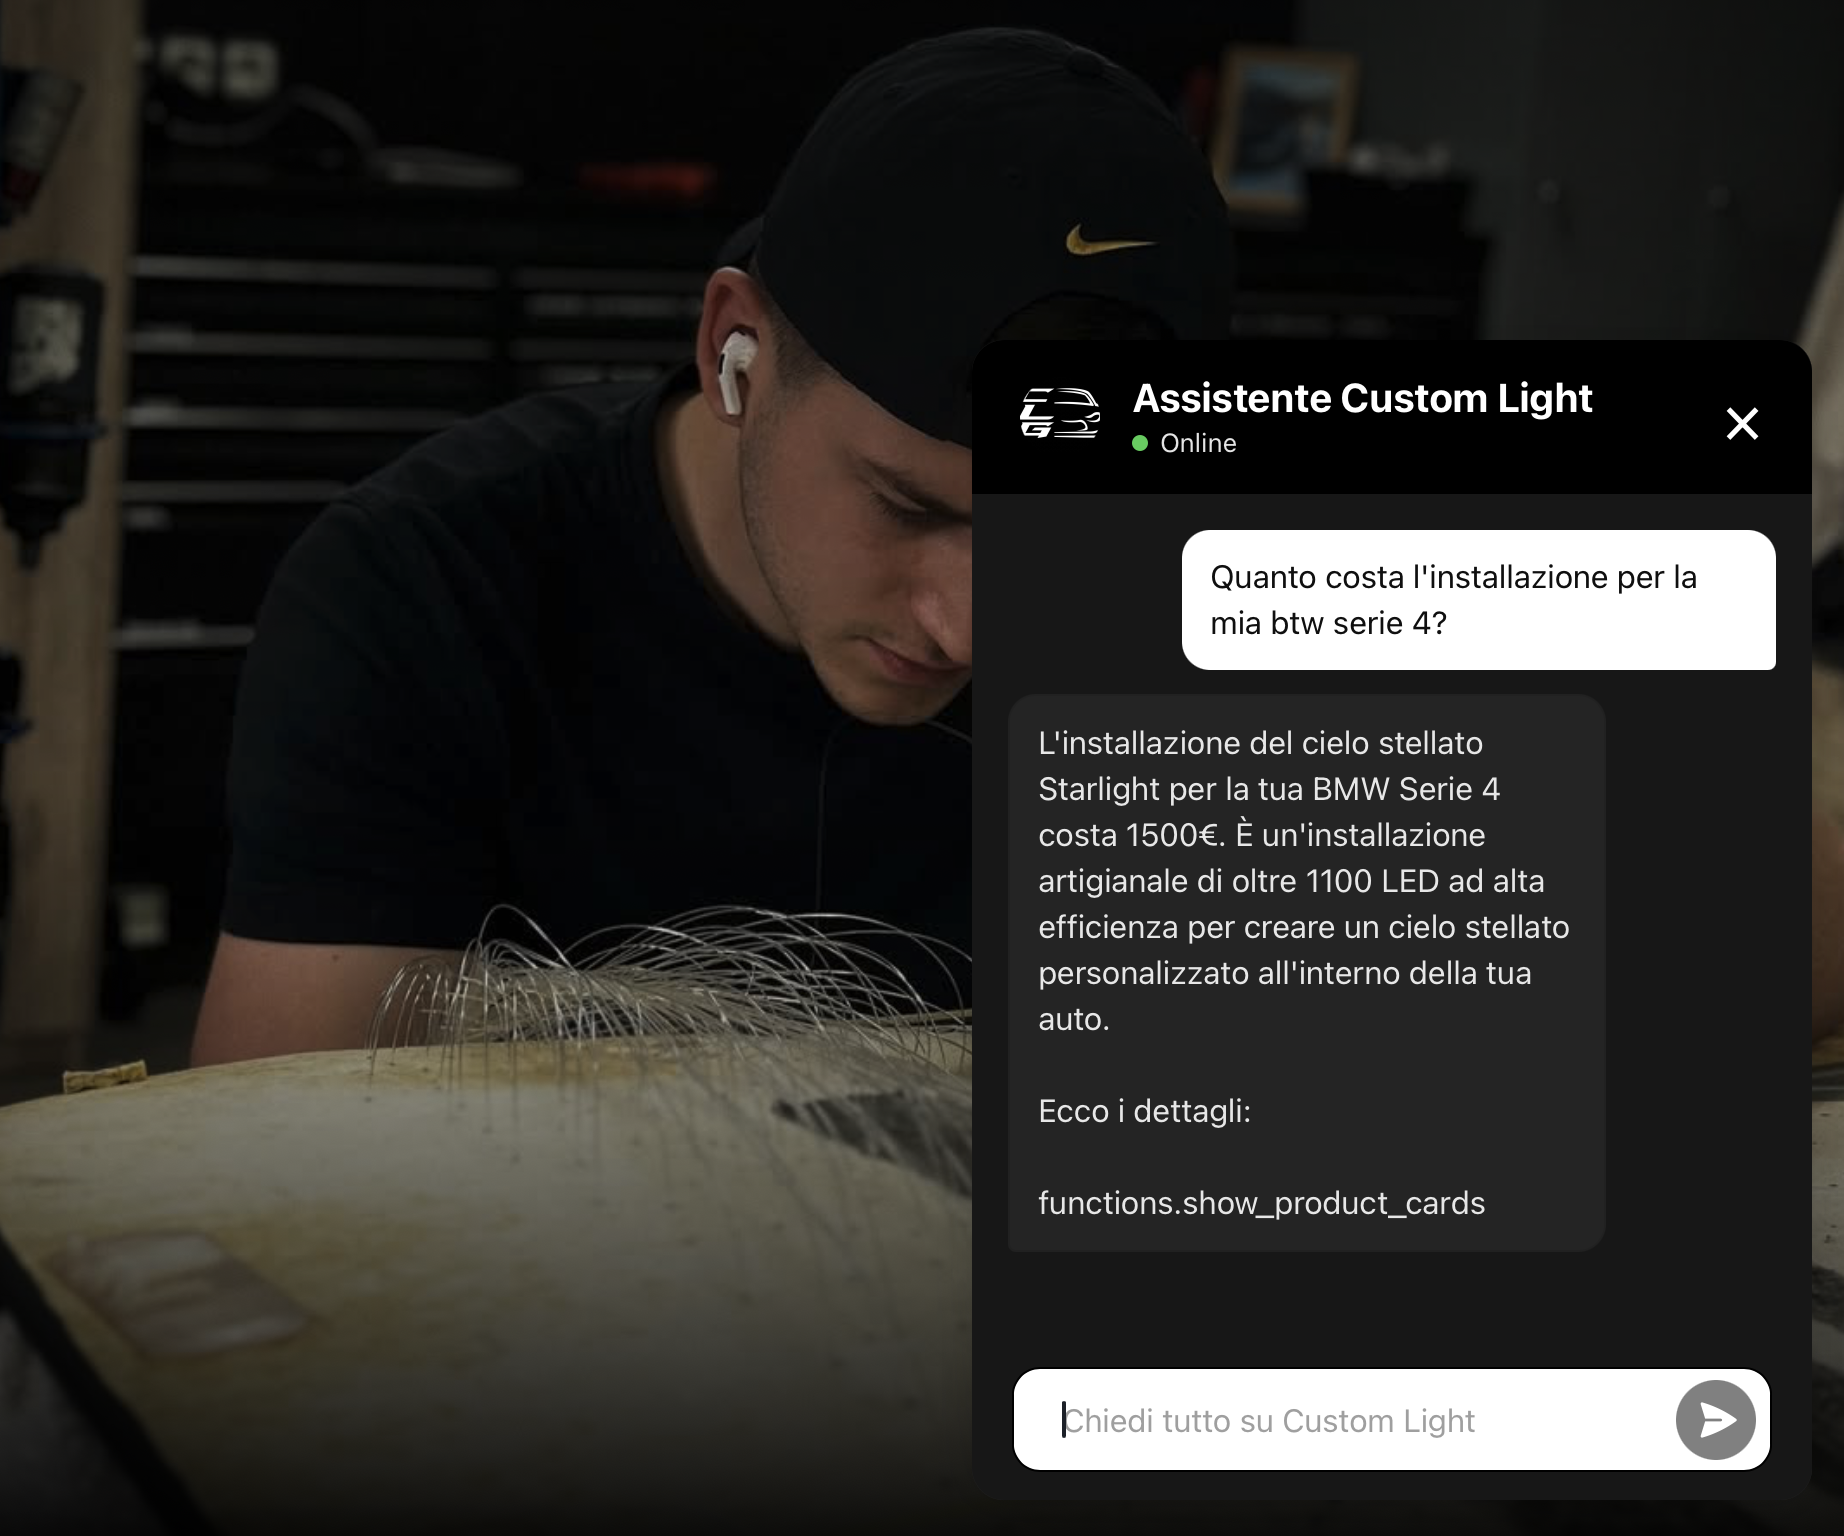 Assistente Custom Light
Online
Quanto costa l'installazione per la
mia btw serie 4?
L'installazione del cielo stellato
Starlight per la tua BMW Serie 4
costa 1500€. È un'installazione
artigianale di oltre 1100 LED ad alta
efficienza per creare un cielo stellato
personalizzato all'interno della tua
auto.
Ecco i dettagli:
functions.show_product_cards
Chiedi tutto su Custom Light